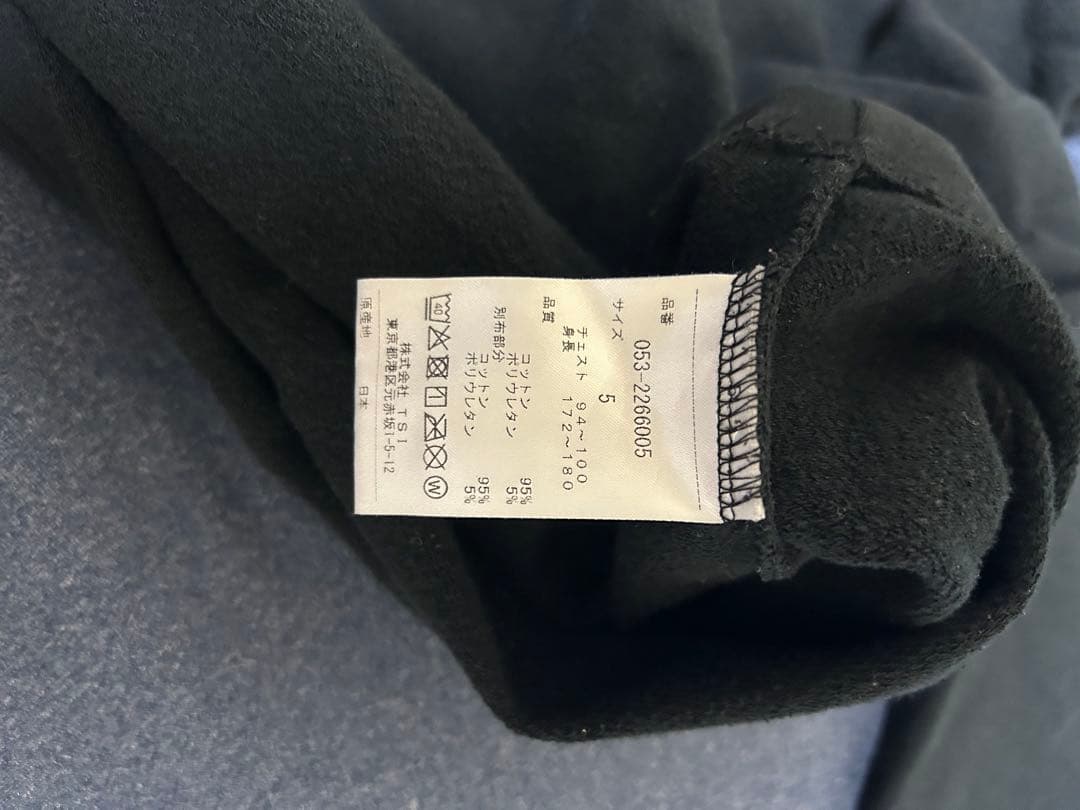 品番
053-2266005
サイズ
5
チェスト 94~100
身長 172~180
品質
コットン 95%
ポリウレタン 5%
別布部分
コットン 95%
ポリウレタン 5%
40
W
株式会社 TSI
東京都港区元赤坂1-5-12
原産地 日本